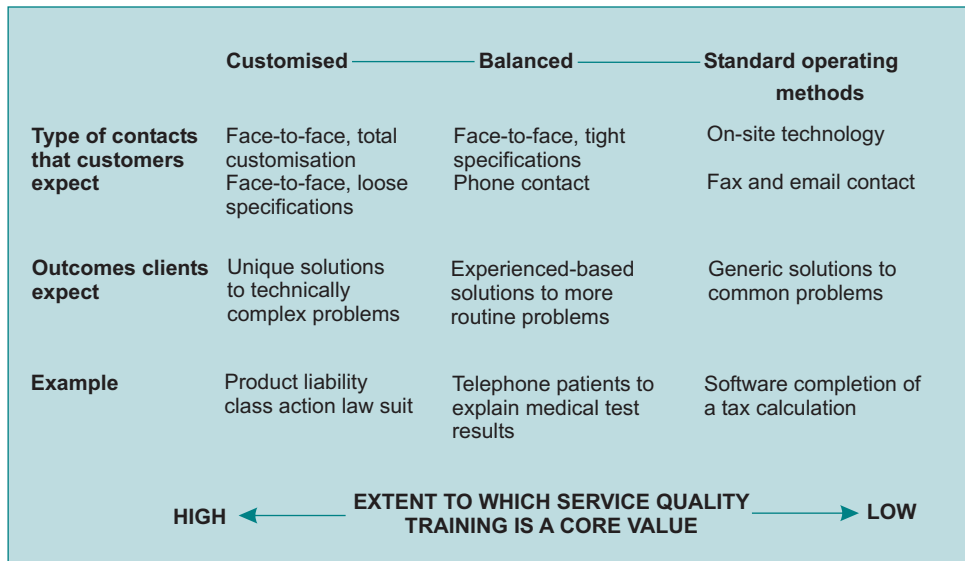 Customised
Balanced
Standard operating
methods
Type of contacts
that customers
expect
Face-to-face, total
customisation
Face-to-face, loose
specifications
Face-to-face, tight
specifications
Phone contact
On-site technology
Fax and email contact
Outcomes clients
expect
Unique solutions
to technically
complex problems
Experienced-based
solutions to more
routine problems
Generic solutions to
common problems
Example
Product liability
class action law suit
Telephone patients to
explain medical test
results
Software completion of
a tax calculation
HIGH
EXTENT TO WHICH SERVICE QUALITY
TRAINING IS A CORE VALUE
LOW